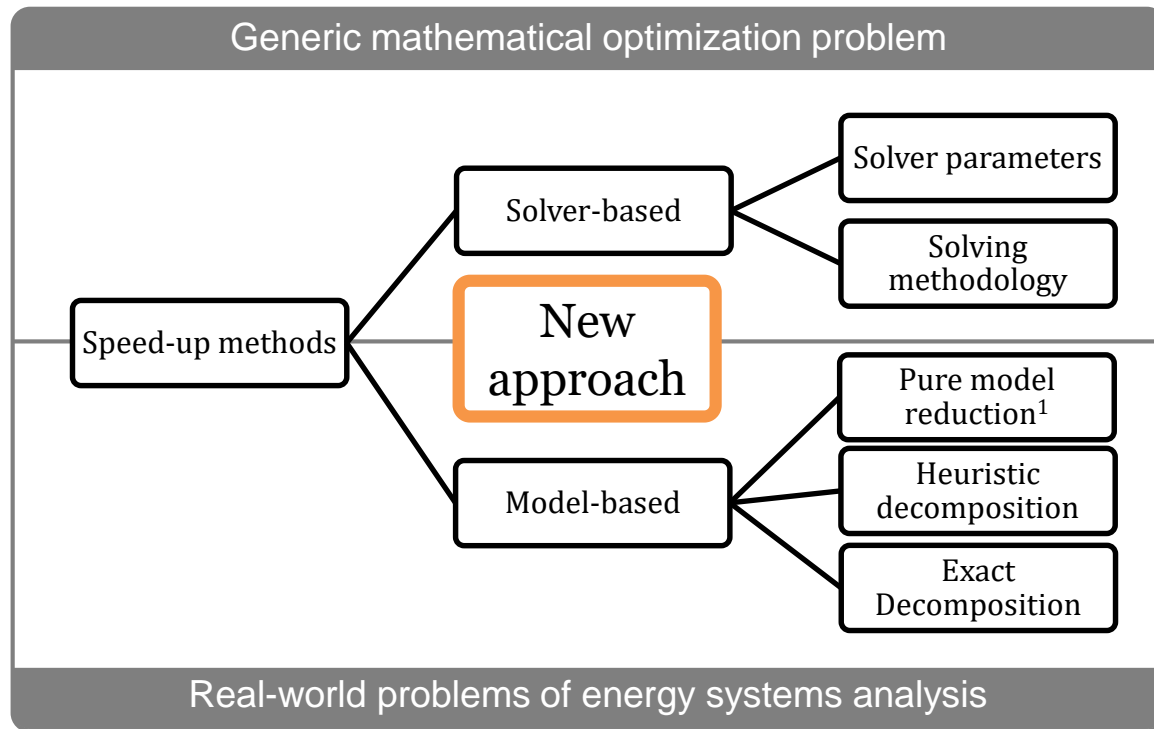 Generic mathematical optimization problem
Solver parameters
Solver-based
Solving
methodology
New
approach
Speed-up methods
Pure model
reduction¹
Heuristic
decomposition
Model-based
Exact
Decomposition
Real-world problems of energy systems analysis